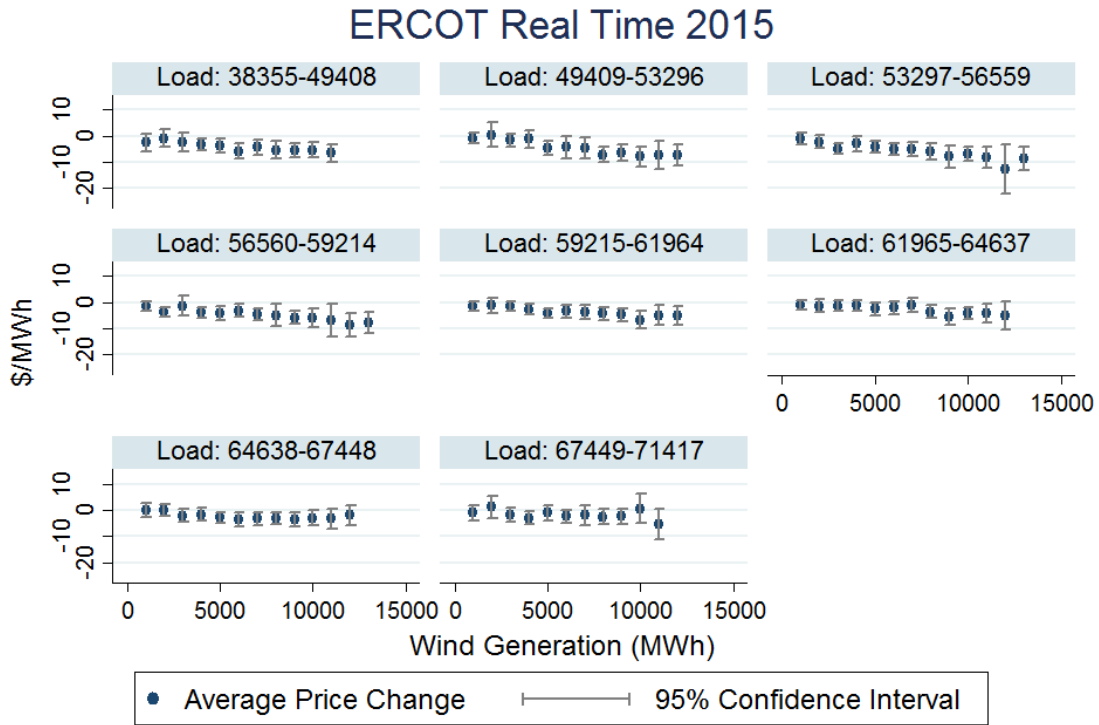 ERCOT Real Time 2015
Load: 38355-49408
Load: 49409-53296
Load: 53297-56559
10
0
-10
-20
Load: 56560-59214
Load: 59215-61964
Load: 61965-64637
10
0
-10
-20
0
5000
10000
15000
Load: 64638-67448
Load: 67449-71417
10
0
-10
-20
0
5000
10000
15000
0
5000
10000
15000
$/MWh
Wind Generation (MWh)
Average Price Change
95% Confidence Interval